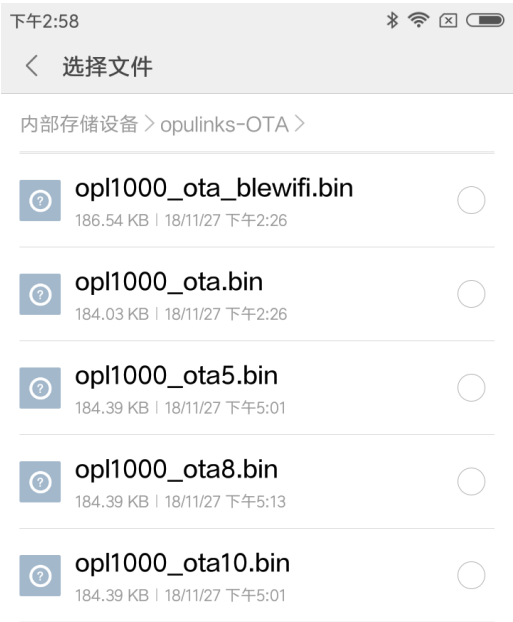 下午2:58
选择文件
内部存储设备 > opulinks-OTA >
opl1000_ota_blewifi.bin
186.54 KB | 18/11/27 下午2:26
opl1000_ota.bin
184.03 KB | 18/11/27 下午2:26
opl1000_ota5.bin
184.39 KB | 18/11/27 下午5:01
opl1000_ota8.bin
184.39 KB | 18/11/27 下午5:13
opl1000_ota10.bin
184.39 KB | 18/11/27 下午5:01